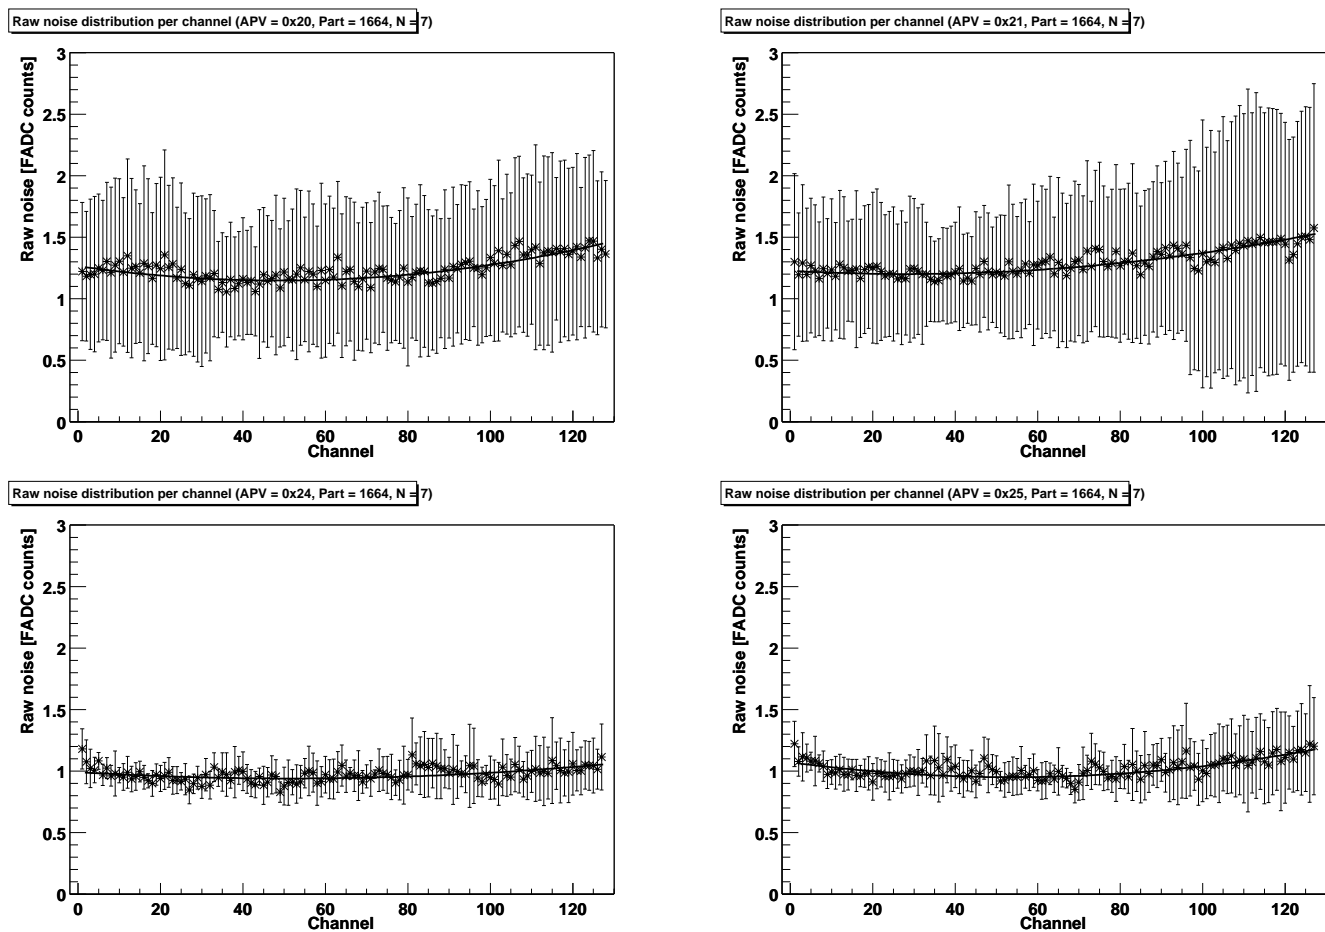 Raw noise distribution per channel (APV = 0x20, Part = 1664, N = 7)
Raw noise [FADC counts]
3
2.5
2
1.5
1
0.5
0
0 20 40 60 80 100 120
Channel
Raw noise distribution per channel (APV = 0x21, Part = 1664, N = 7)
Raw noise [FADC counts]
3
2.5
2
1.5
1
0.5
0
0 20 40 60 80 100 120
Channel
Raw noise distribution per channel (APV = 0x24, Part = 1664, N = 7)
Raw noise [FADC counts]
3
2.5
2
1.5
1
0.5
0
0 20 40 60 80 100 120
Channel
Raw noise distribution per channel (APV = 0x25, Part = 1664, N = 7)
Raw noise [FADC counts]
3
2.5
2
1.5
1
0.5
0
0 20 40 60 80 100 120
Channel